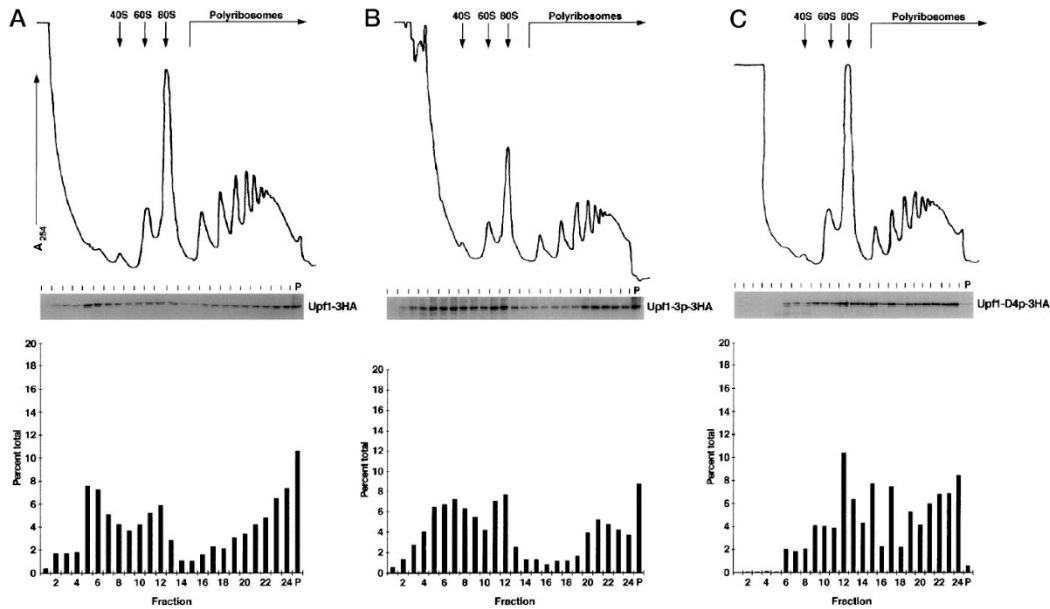 A
40S 60S 80S Polyribosomes
A254
P
Upf1-3HA
20
18
16
14
12
10
8
6
4
2
0
Percent total
2 4 6 8 10 12 14 16 18 20 22 24 P
Fraction
B
40S 60S 80S Polyribosomes
P
Upf1-3p-3HA
20
18
16
14
12
10
8
6
4
2
0
Percent total
2 4 6 8 10 12 14 16 18 20 22 24 P
Fraction
C
40S 60S 80S Polyribosomes
P
Upf1-D4p-3HA
20
18
16
14
12
10
8
6
4
2
0
Percent total
2 4 6 8 10 12 14 16 18 20 22 24 P
Fraction